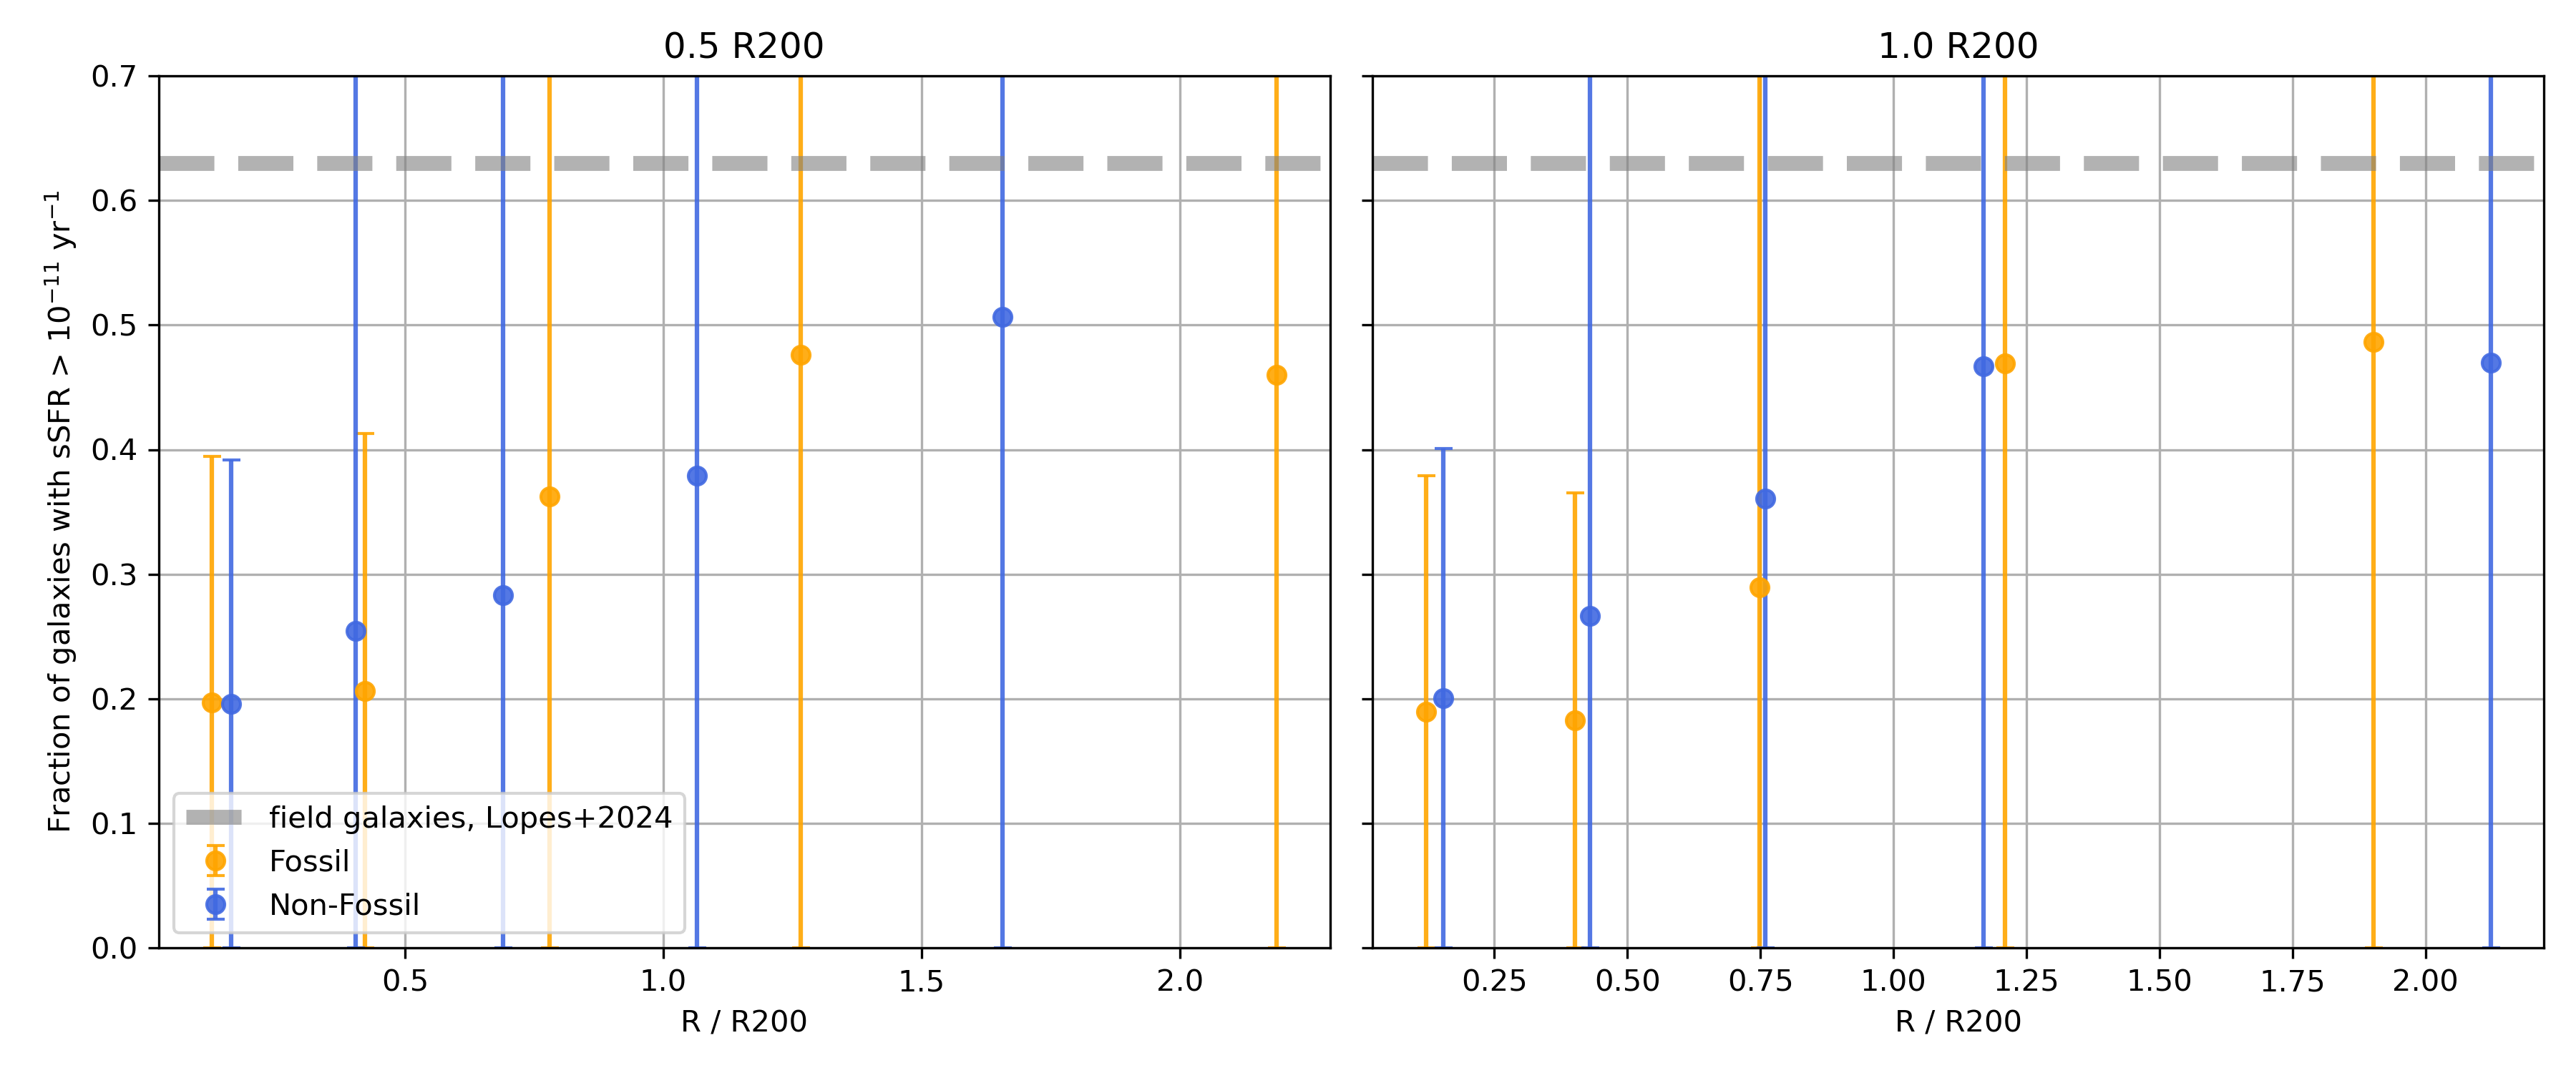 0.5 R200
1.0 R200
Fraction of galaxies with sSFR > 10⁻¹¹ yr⁻¹
0.7
0.6
0.5
0.4
0.3
0.2
0.1
0.0
field galaxies, Lopes+2024
Fossil
Non-Fossil
0.5 1.0 1.5 2.0
0.25 0.50 0.75 1.00 1.25 1.50 1.75 2.00
R / R200
R / R200